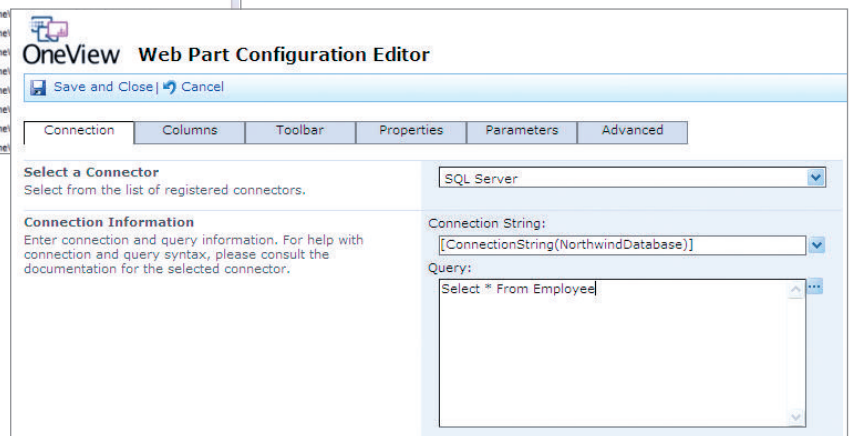 OneView Web Part Configuration Editor
Save and Close | Cancel
Connection Columns Toolbar Properties Parameters Advanced
Select a Connector
Select from the list of registered connectors.
SQL Server
Connection Information
Enter connection and query information. For help with
connection and query syntax, please consult the
documentation for the selected connector.
Connection String:
[ConnectionString(NorthwindDatabase)]
Query:
Select * From Employee